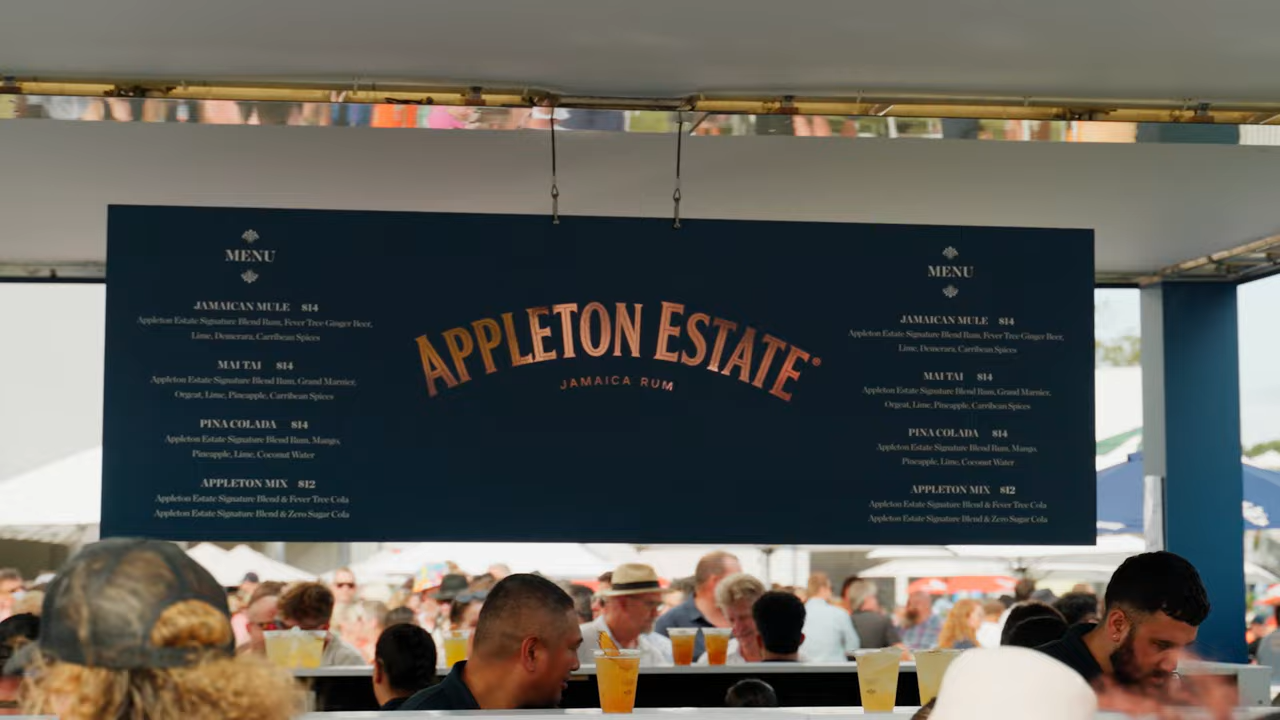 MENU
JAMAICAN MULE $14
Appleton Estate Signature Blend Rum, Fever Tree Ginger Beer,
Lime, Demerara, Carribean Spices
MAI TAI $14
Appleton Estate Signature Blend Rum, Grand Marnier,
Orgeat, Lime, Pineapple, Carribean Spices
PINA COLADA $14
Appleton Estate Signature Blend Rum, Mango,
Pineapple, Lime, Coconut Water
APPLETON MIX $12
Appleton Estate Signature Blend & Fever Tree Cola
Appleton Estate Signature Blend & Zero Sugar Cola
APPLETON ESTATE®
JAMAICA RUM
MENU
JAMAICAN MULE $14
Appleton Estate Signature Blend Rum, Fever Tree Ginger Beer,
Lime, Demerara, Carribean Spices
MAI TAI $14
Appleton Estate Signature Blend Rum, Grand Marnier,
Orgeat, Lime, Pineapple, Carribean Spices
PINA COLADA $14
Appleton Estate Signature Blend Rum, Mango,
Pineapple, Lime, Coconut Water
APPLETON MIX $12
Appleton Estate Signature Blend & Fever Tree Cola
Appleton Estate Signature Blend & Zero Sugar Cola